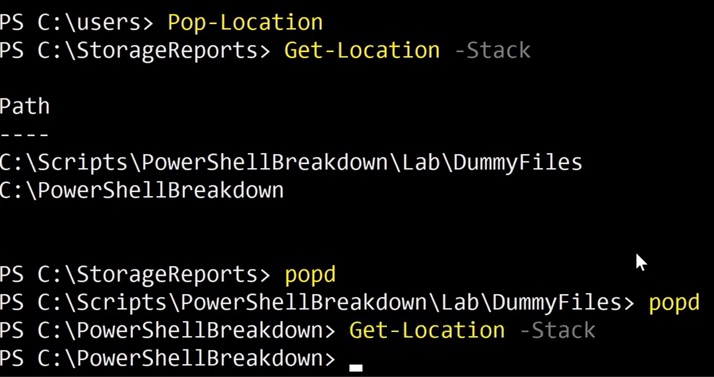 PS C:\users> Pop-Location
PS C:\StorageReports> Get-Location -Stack
Path
----
C:\Scripts\PowerShellBreakdown\Lab\DummyFiles
C:\PowerShellBreakdown
PS C:\StorageReports> popd
PS C:\Scripts\PowerShellBreakdown\Lab\DummyFiles> popd
PS C:\PowerShellBreakdown> Get-Location -Stack
PS C:\PowerShellBreakdown>